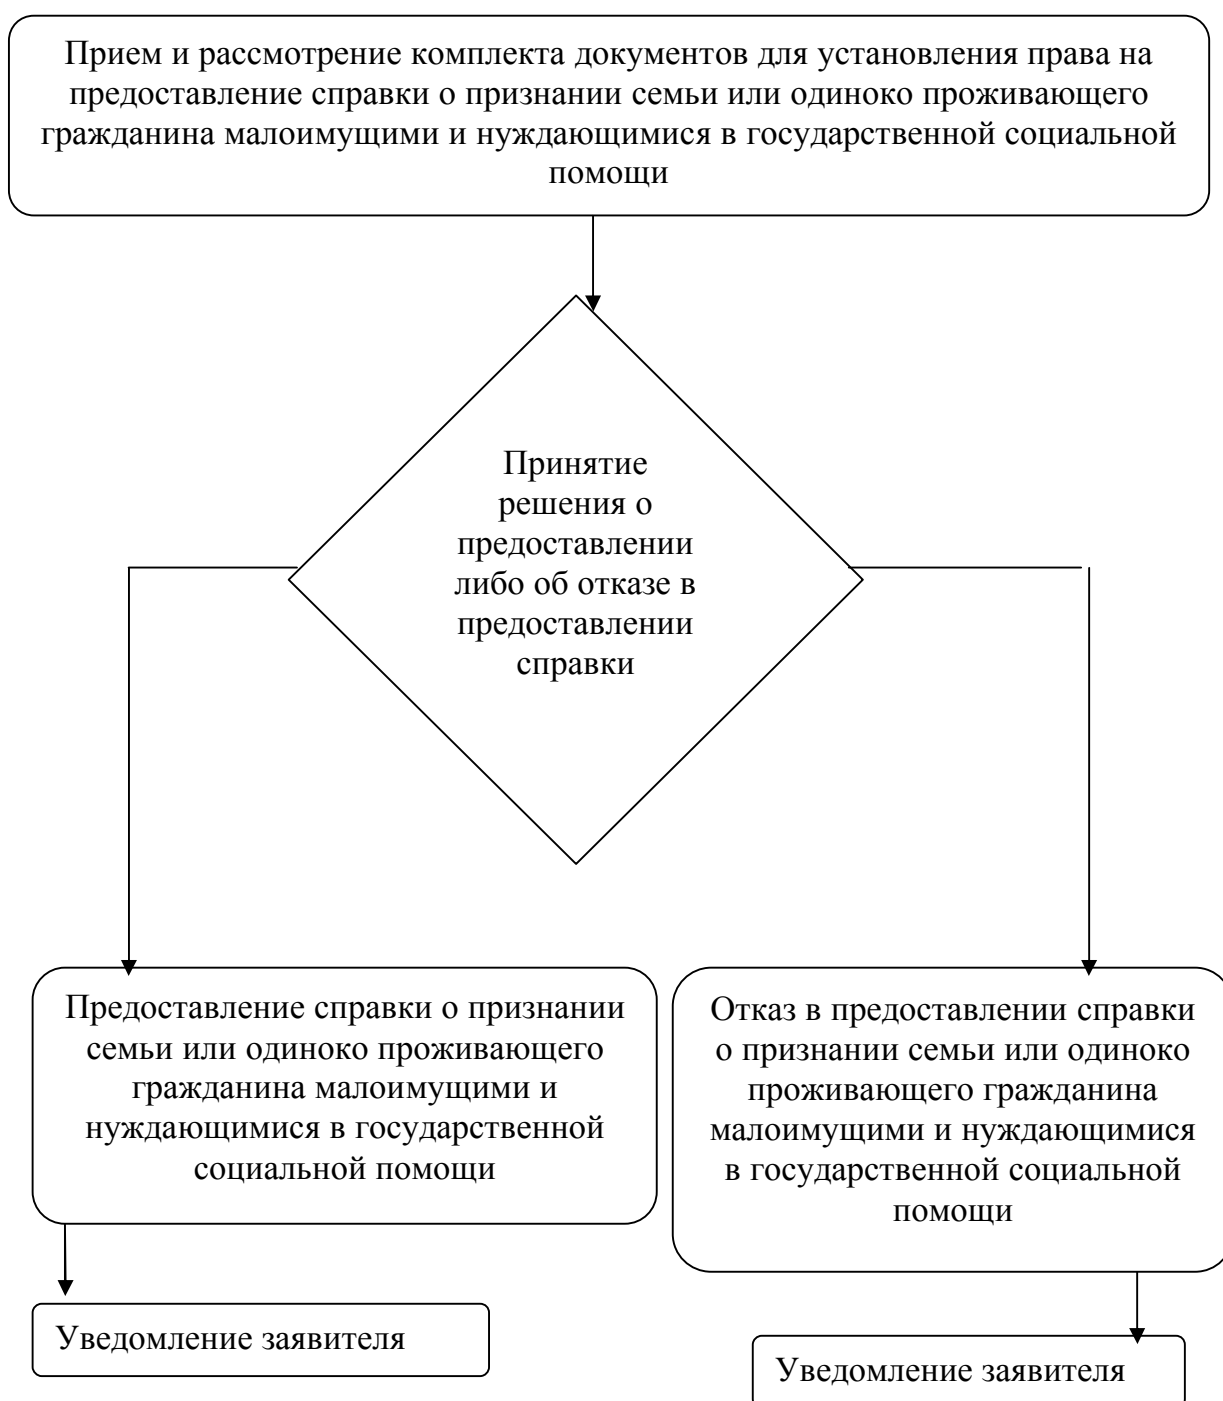 Прием и рассмотрение комплекта документов для установления права на
предоставление справки о признании семьи или одиноко проживающего
гражданина малоимущими и нуждающимися в государственной социальной
помощи
Принятие
решения о
предоставлении
либо об отказе в
предоставлении
справки
Предоставление справки о признании
семьи или одиноко проживающего
гражданина малоимущими и
нуждающимися в государственной
социальной помощи
Отказ в предоставлении справки
о признании семьи или одиноко
проживающего гражданина
малоимущими и нуждающимися
в государственной социальной
помощи
Уведомление заявителя
Уведомление заявителя